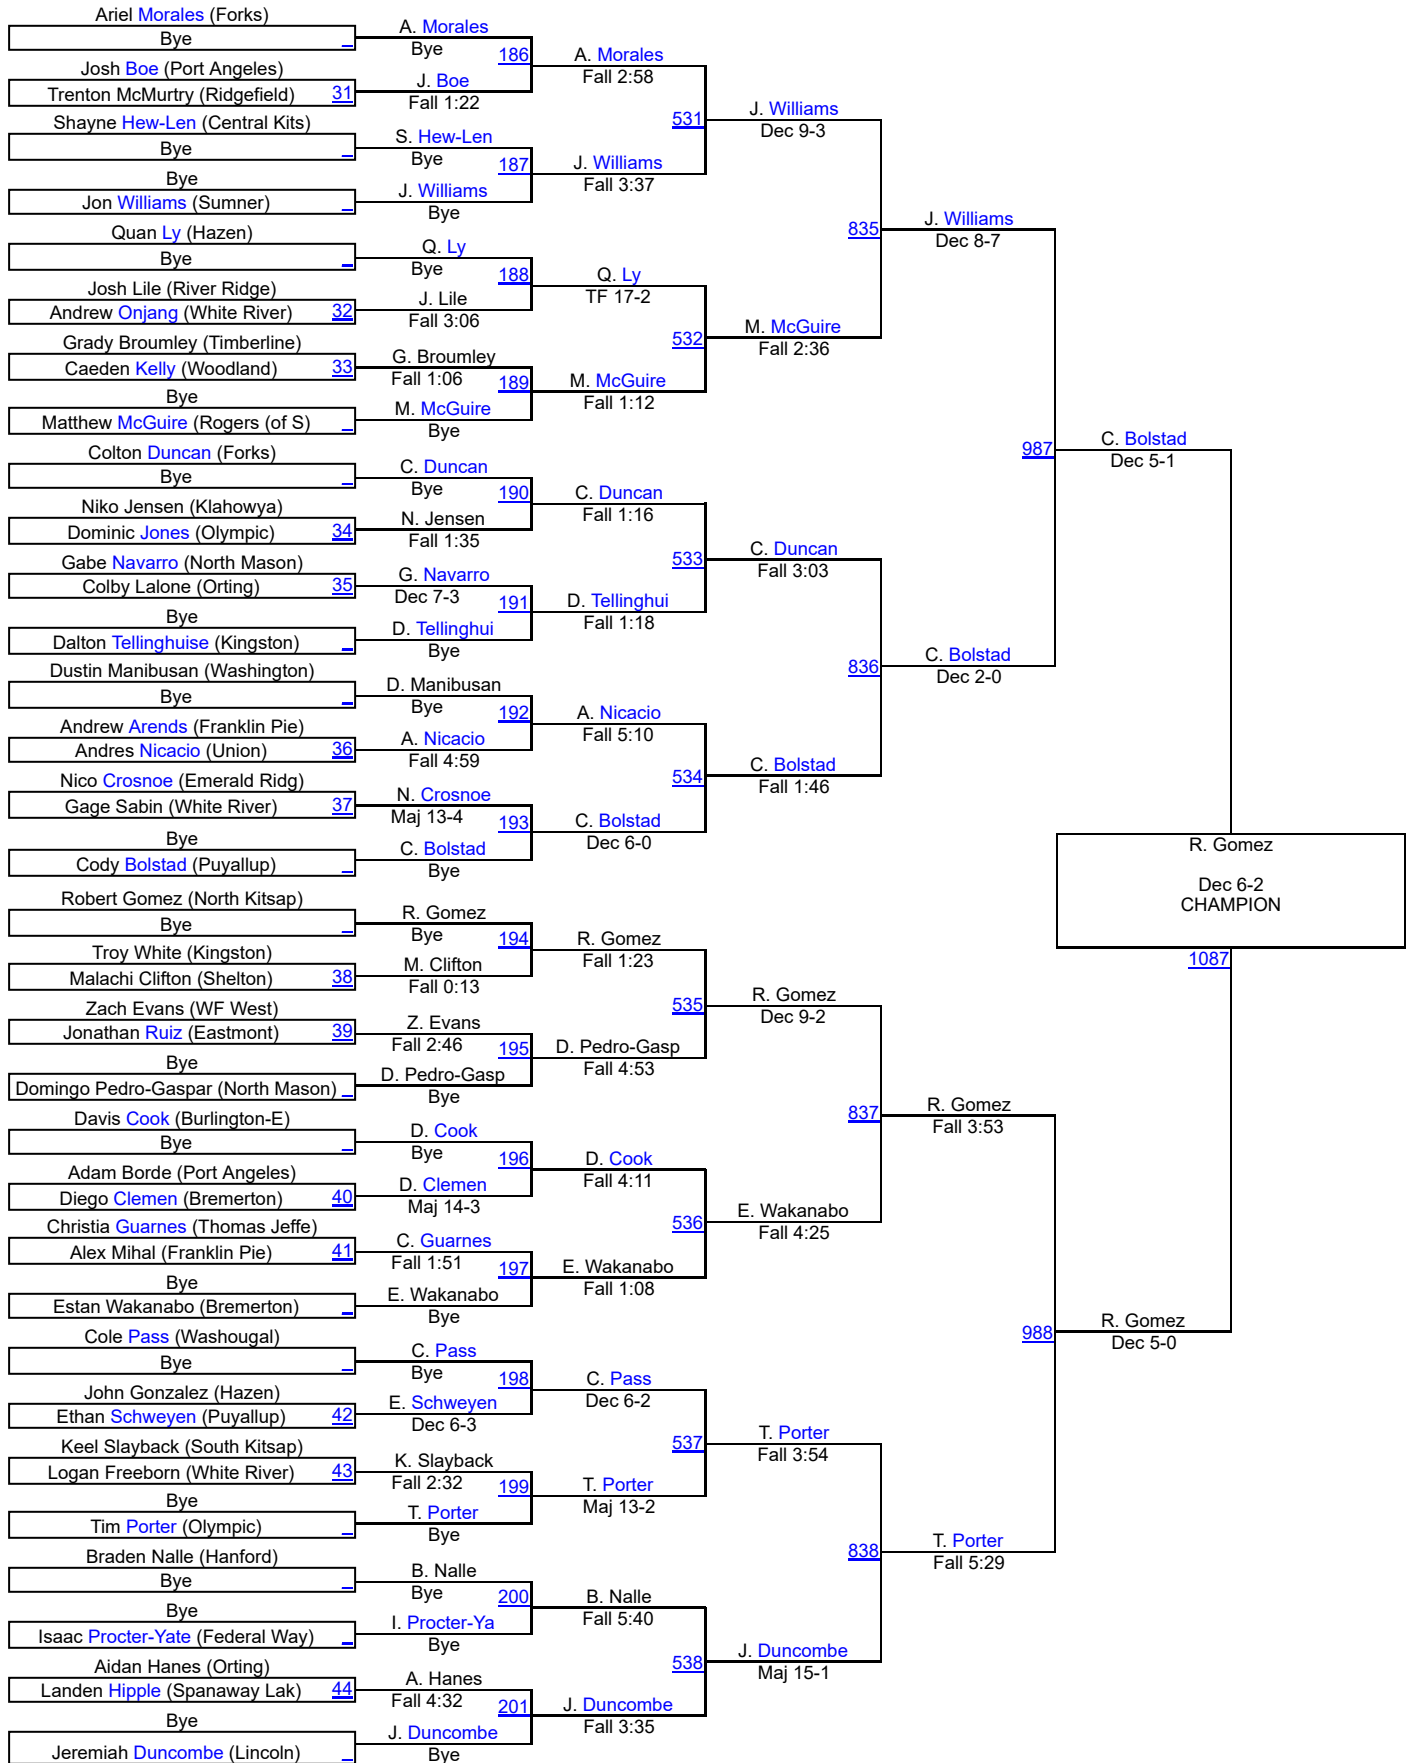 Ariel Morales (Forks)
Bye
Josh Boe (Port Angeles)
Trenton McMurtry (Ridgefield) 31
Shayne Hew-Len (Central Kits)
Bye
Bye
Jon Williams (Sumner)
Quan Ly (Hazen)
Bye
Josh Lile (River Ridge)
Andrew Onjang (White River) 32
Grady Broumley (Timberline)
Caeden Kelly (Woodland) 33
Bye
Matthew McGuire (Rogers (of S)
Colton Duncan (Forks)
Bye
Niko Jensen (Klahowya)
Dominic Jones (Olympic) 34
Gabe Navarro (North Mason)
Colby Lalone (Orting) 35
Bye
Dalton Tellinghuise (Kingston)
Dustin Manibusan (Washington)
Bye
Andrew Arends (Franklin Pie)
Andres Nicacio (Union) 36
Nico Crosnoe (Emerald Ridg)
Gage Sabin (White River) 37
Bye
Cody Bolstad (Puyallup)
Robert Gomez (North Kitsap)
Bye
Troy White (Kingston)
Malachi Clifton (Shelton) 38
Zach Evans (WF West)
Jonathan Ruiz (Eastmont) 39
Bye
Domingo Pedro-Gaspar (North Mason)
Davis Cook (Burlington-E)
Bye
Adam Borde (Port Angeles)
Diego Clemen (Bremerton) 40
Christia Guarnes (Thomas Jeffe)
Alex Mihal (Franklin Pie) 41
Bye
Estan Wakanabo (Bremerton)
Cole Pass (Washougal)
Bye
John Gonzalez (Hazen)
Ethan Schweyen (Puyallup) 42
Keel Slayback (South Kitsap)
Logan Freeborn (White River) 43
Bye
Tim Porter (Olympic)
Braden Nalle (Hanford)
Bye
Bye
Isaac Procter-Yate (Federal Way)
Aidan Hanes (Orting)
Landen Hipple (Spanaway Lak) 44
Bye
Jeremiah Duncombe (Lincoln)
A. Morales
Bye
186
J. Boe
Fall 1:22
S. Hew-Len
Bye
187
J. Williams
Bye
Q. Ly
Bye
188
J. Lile
Fall 3:06
G. Broumley
Fall 1:06
189
M. McGuire
Bye
C. Duncan
Bye
190
N. Jensen
Fall 1:35
G. Navarro
Dec 7-3
191
D. Tellinghui
Bye
D. Manibusan
Bye
192
A. Nicacio
Fall 4:59
N. Crosnoe
Maj 13-4
193
C. Bolstad
Bye
R. Gomez
Bye
194
M. Clifton
Fall 0:13
Z. Evans
Fall 2:46
195
D. Pedro-Gasp
Bye
D. Cook
Bye
196
D. Clemen
Maj 14-3
C. Guarnes
Fall 1:51
197
E. Wakanabo
Bye
C. Pass
Bye
198
E. Schweyen
Dec 6-3
K. Slayback
Fall 2:32
199
T. Porter
Bye
B. Nalle
Bye
200
I. Procter-Ya
Bye
A. Hanes
Fall 4:32
201
J. Duncombe
Bye
A. Morales
Fall 2:58
531
J. Williams
Fall 3:37
Q. Ly
TF 17-2
532
M. McGuire
Fall 1:12
C. Duncan
Fall 1:16
533
D. Tellinghui
Fall 1:18
A. Nicacio
Fall 5:10
534
C. Bolstad
Dec 6-0
R. Gomez
Fall 1:23
535
D. Pedro-Gasp
Fall 4:53
D. Cook
Fall 4:11
536
E. Wakanabo
Fall 1:08
C. Pass
Dec 6-2
537
T. Porter
Maj 13-2
B. Nalle
Fall 5:40
538
J. Duncombe
Fall 3:35
J. Williams
Dec 9-3
835
M. McGuire
Fall 2:36
C. Duncan
Fall 3:03
836
C. Bolstad
Fall 1:46
R. Gomez
Dec 9-2
837
E. Wakanabo
Fall 4:25
T. Porter
Fall 3:54
838
J. Duncombe
Maj 15-1
J. Williams
Dec 8-7
987
C. Bolstad
Dec 2-0
R. Gomez
Fall 3:53
988
T. Porter
Fall 5:29
C. Bolstad
Dec 5-1
R. Gomez
Dec 6-2
CHAMPION
1087
R. Gomez
Dec 5-0